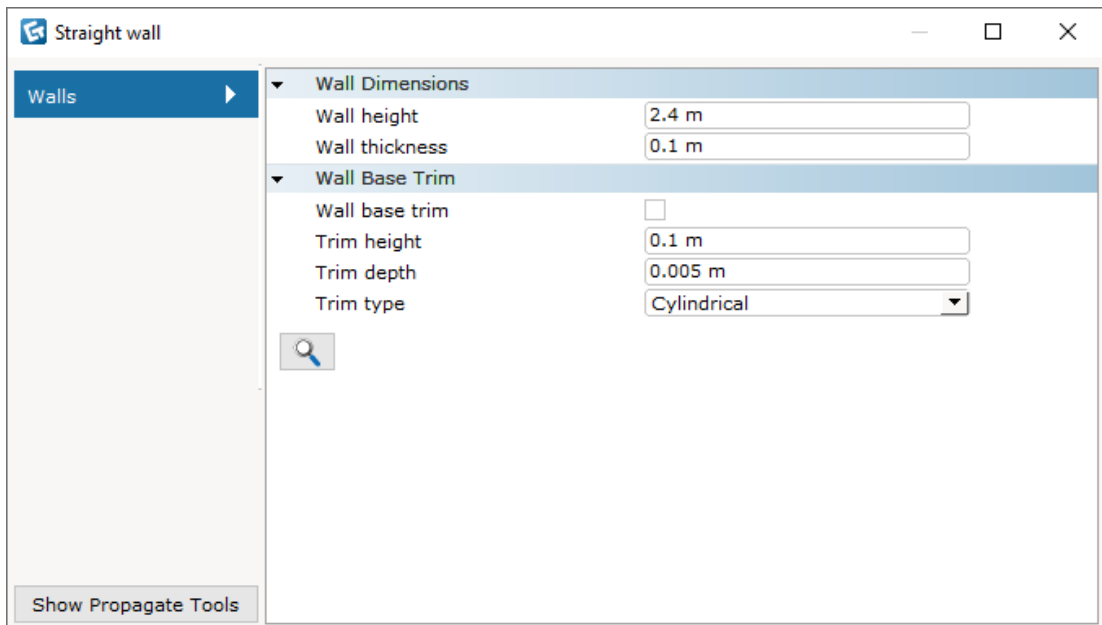 Straight wall
Walls
Wall Dimensions
Wall height 2.4 m
Wall thickness 0.1 m
Wall Base Trim
Wall base trim
Trim height 0.1 m
Trim depth 0.005 m
Trim type Cylindrical
Show Propagate Tools